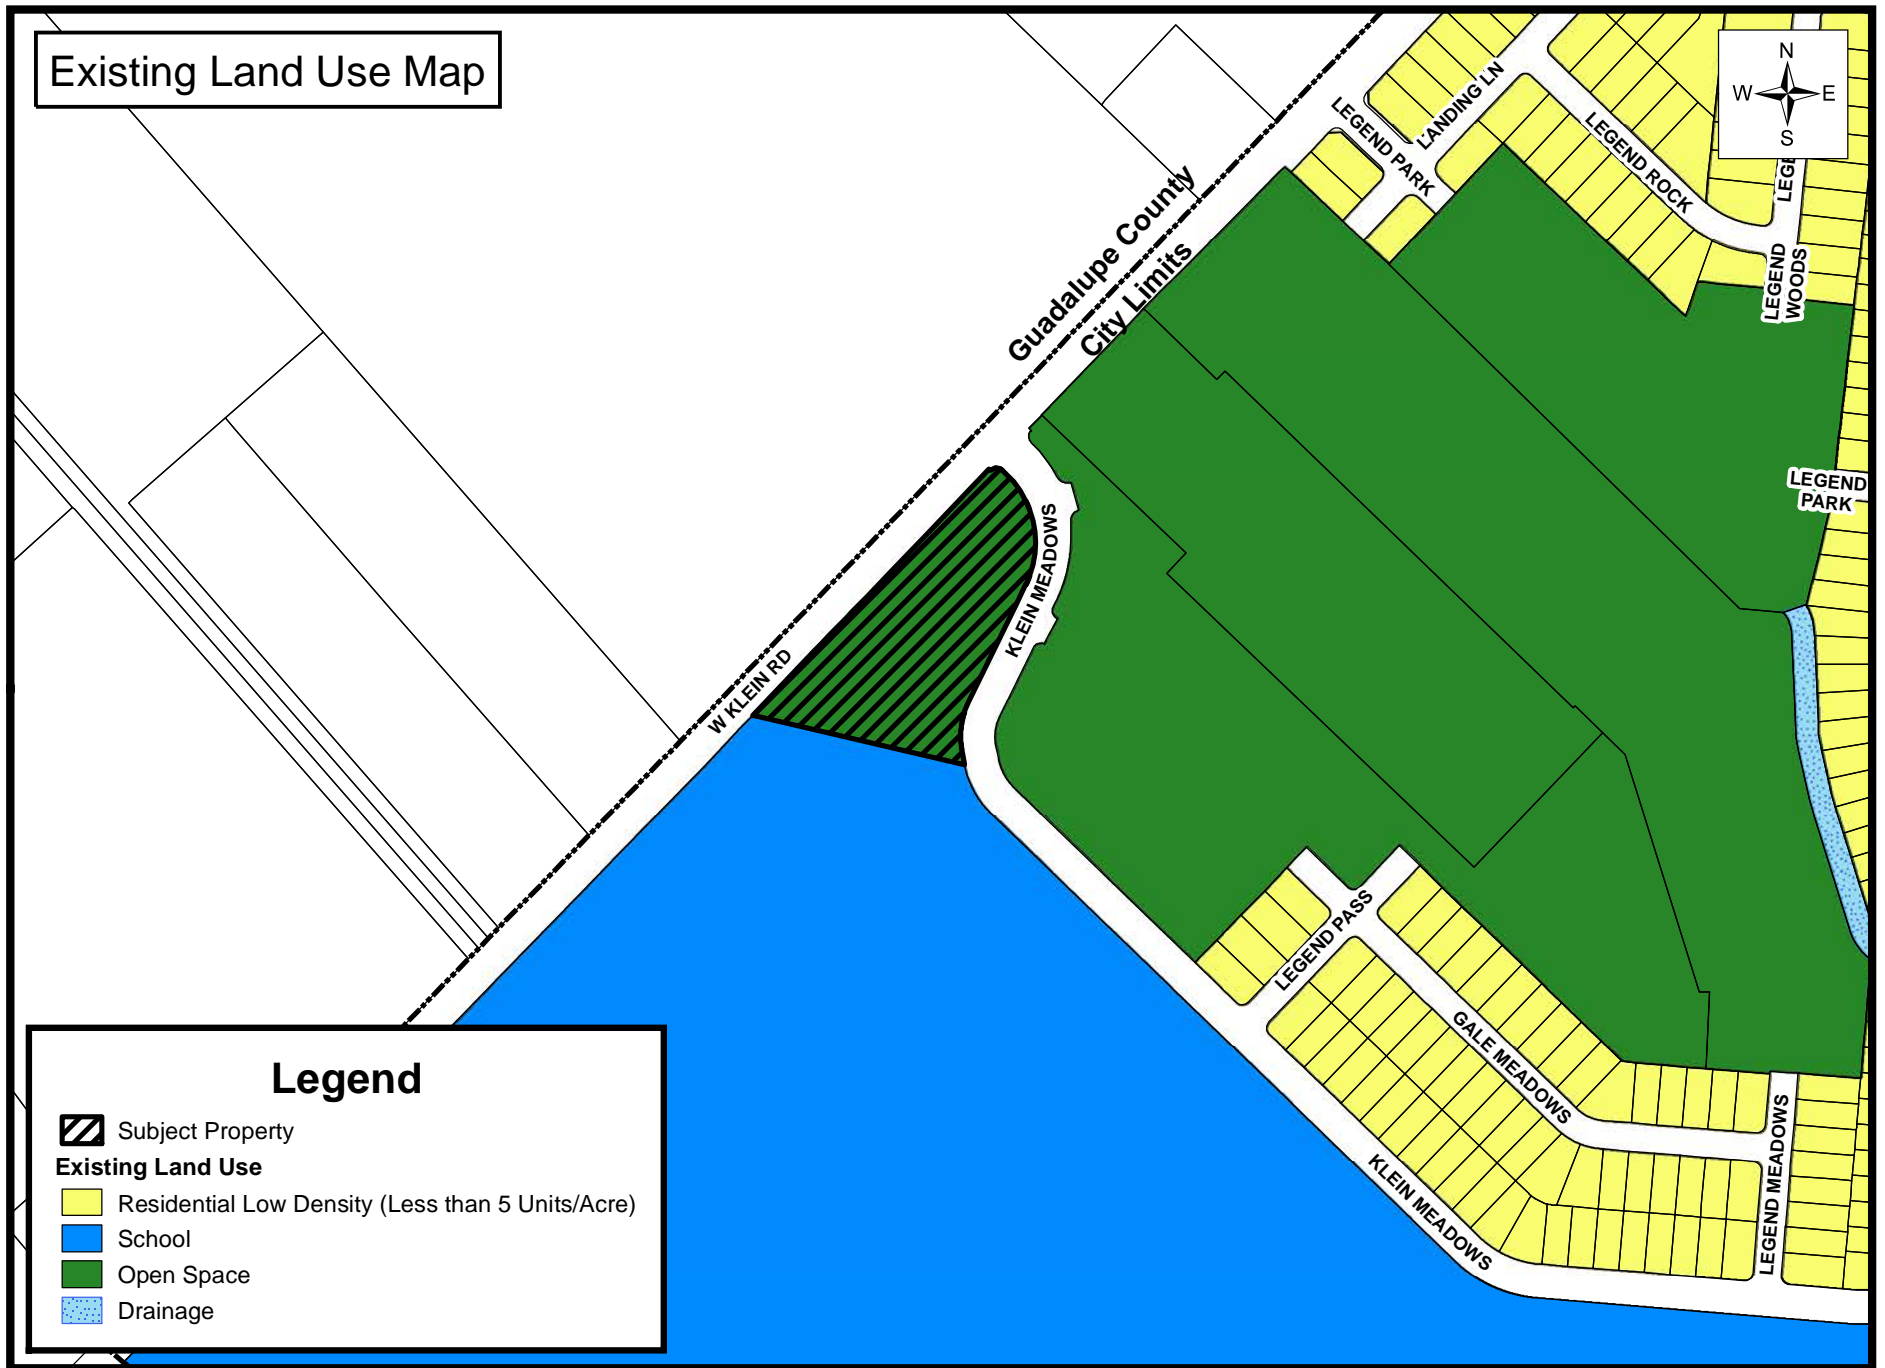 Existing Land Use Map
N
W E
S
LANDING LN
LEGEND PARK
LEGEND ROCK
LEGE
LEGEND
WOODS
Guadalupe County
City Limits
LEGEND
PARK
KLEIN MEADOWS
W KLEIN RD
LEGEND PASS
GALE MEADOWS
LEGEND MEADOWS
KLEIN MEADOWS
Legend
Subject Property
Existing Land Use
Residential Low Density (Less than 5 Units/Acre)
School
Open Space
Drainage